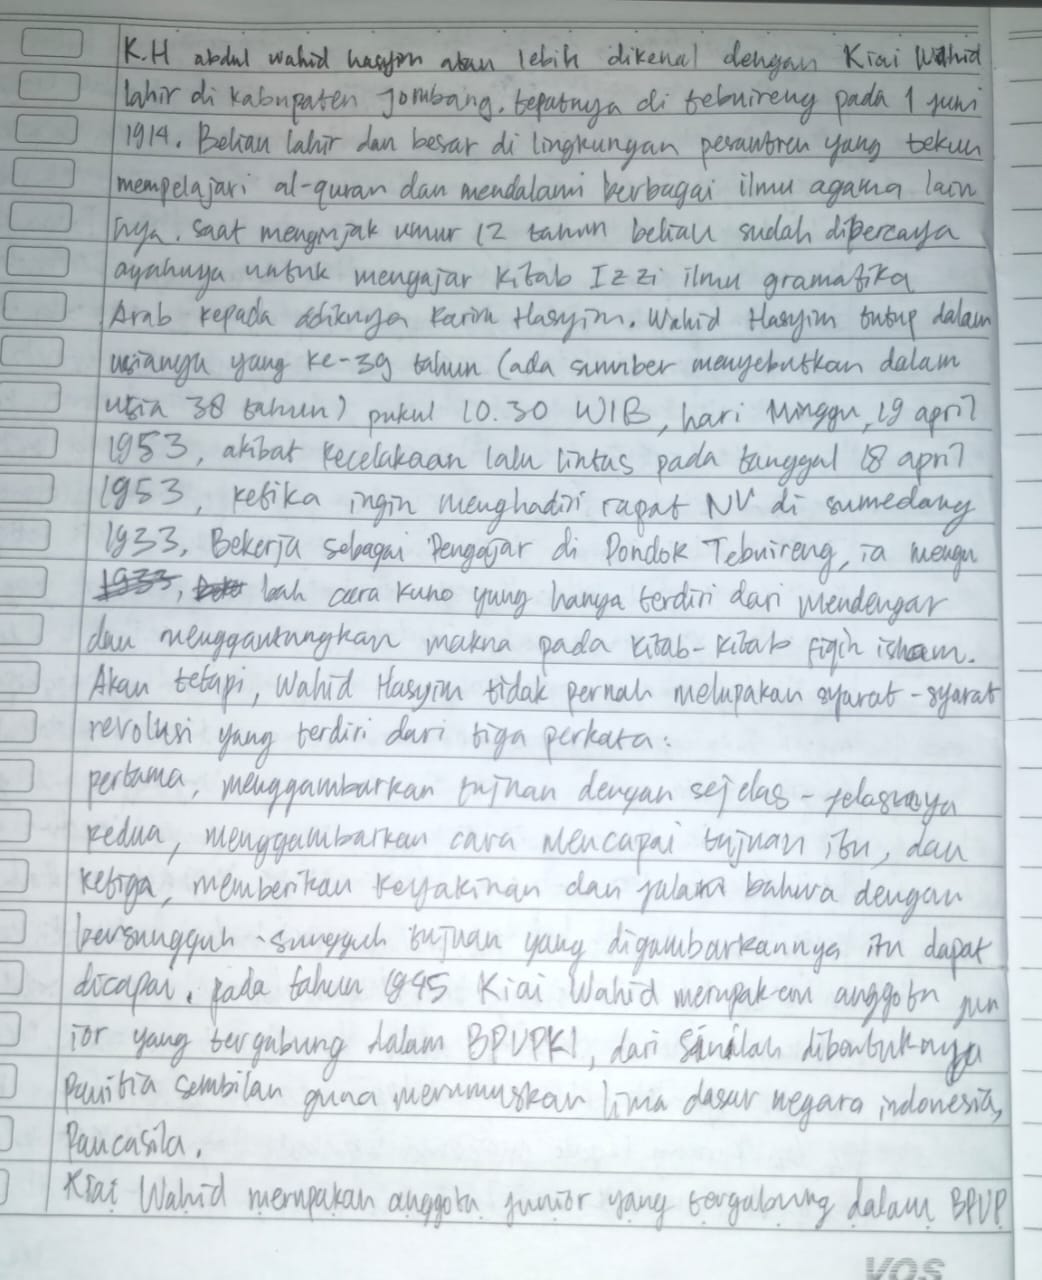 K.H abdul wahid hasyim atau lebih dikenal dengan Kiai Wahid
lahir di kabupaten Jombang. tepatnya di tebuireng pada 1 juni
1914. Beliau lahir dan besar di lingkungan pesantren yang tekun
mempelajari al-quran dan mendalami berbagai ilmu agama lain
nya. saat menginjak umur 12 tahun beliau sudah dipercaya
ayahnya untuk mengajar kitab Izzi ilmu gramatika
Arab kepada adiknya Karim Hasyim. Wahid Hasyim tutup dalam
usianya yang ke-39 tahun (ada sumber menyebutkan dalam
usia 38 tahun) pukul 10.30 WIB, hari Minggu, 19 april
1953, akibat kecelakaan lalu lintas pada tanggal 18 april
1953, ketika ingin menghadiri rapat NU di sumedang
1933, Bekerja sebagai Pengajar di Pondok Tebuireng, ia mengu
1933, bah cara kuno yang hanya terdiri dari Mendengar
dan menggantungkan makna pada kitab-kitab fiqih islam.
Akan tetapi, Wahid Hasyim tidak pernah melupakan syarat-syarat
revolusi yang terdiri dari tiga perkara:
pertama, menggambarkan tujuan dengan sejelas-jelasnya
kedua, menggambarkan cara Mencapai tujuan itu, dan
ketiga, memberikan keyakinan dan jalan bahwa dengan
bersungguh-sungguh tujuan yang digambarkannya itu dapat
dicapai. pada tahun 1945 Kiai Wahid merupakan anggota jun
ior yang tergabung dalam BPUPKI, dari Sinilah dibentuknya
Panitia sembilan guna merumuskan lima dasar negara indonesia,
Pancasila.
Kiai Wahid merupakan anggota junior yang tergabung dalam BPUP